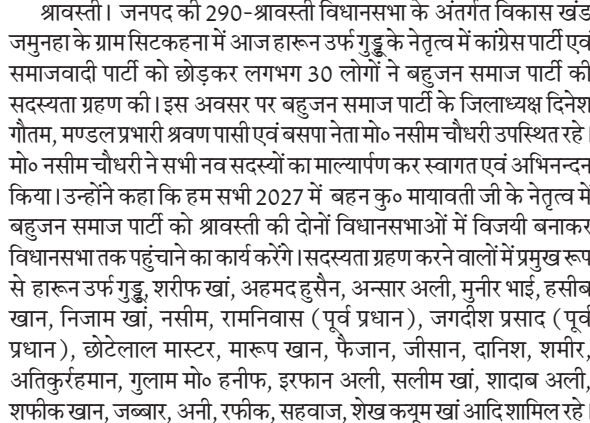 श्रावस्ती। जनपद की 290-श्रावस्ती विधानसभा के अंतर्गत विकास खंड
जमुनहा के ग्राम सिटकहना में आज हारून उर्फ गुड्डू के नेतृत्व में कांग्रेस पार्टी एवं
समाजवादी पार्टी को छोड़कर लगभग 30 लोगों ने बहुजन समाज पार्टी की
सदस्यता ग्रहण की। इस अवसर पर बहुजन समाज पार्टी के जिलाध्यक्ष दिनेश
गौतम, मण्डल प्रभारी श्रवण पासी एवं बसपा नेता मो० नसीम चौधरी उपस्थित रहे।
मो० नसीम चौधरी ने सभी नव सदस्यों का माल्यार्पण कर स्वागत एवं अभिनन्दन
किया। उन्होंने कहा कि हम सभी 2027 में बहन कु० मायावती जी के नेतृत्व में
बहुजन समाज पार्टी को श्रावस्ती की दोनों विधानसभाओं में विजयी बनाकर
विधानसभा तक पहुंचाने का कार्य करेंगे। सदस्यता ग्रहण करने वालों में प्रमुख रूप
से हारून उर्फ गुड्डू, शरीफ खां, अहमद हुसैन, अन्सार अली, मुनीर भाई, हसीब
खान, निजाम खां, नसीम, रामनिवास (पूर्व प्रधान), जगदीश प्रसाद (पूर्व
प्रधान), छोटेलाल मास्टर, मारूप खान, फैजान, जीसान, दानिश, शमीर,
अतिकुर्रहमान, गुलाम मो० हनीफ, इरफान अली, सलीम खां, शादाब अली,
शफीक खान, जब्बार, अनी, रफीक, सहवाज, शेख कयूम खां आदि शामिल रहे।